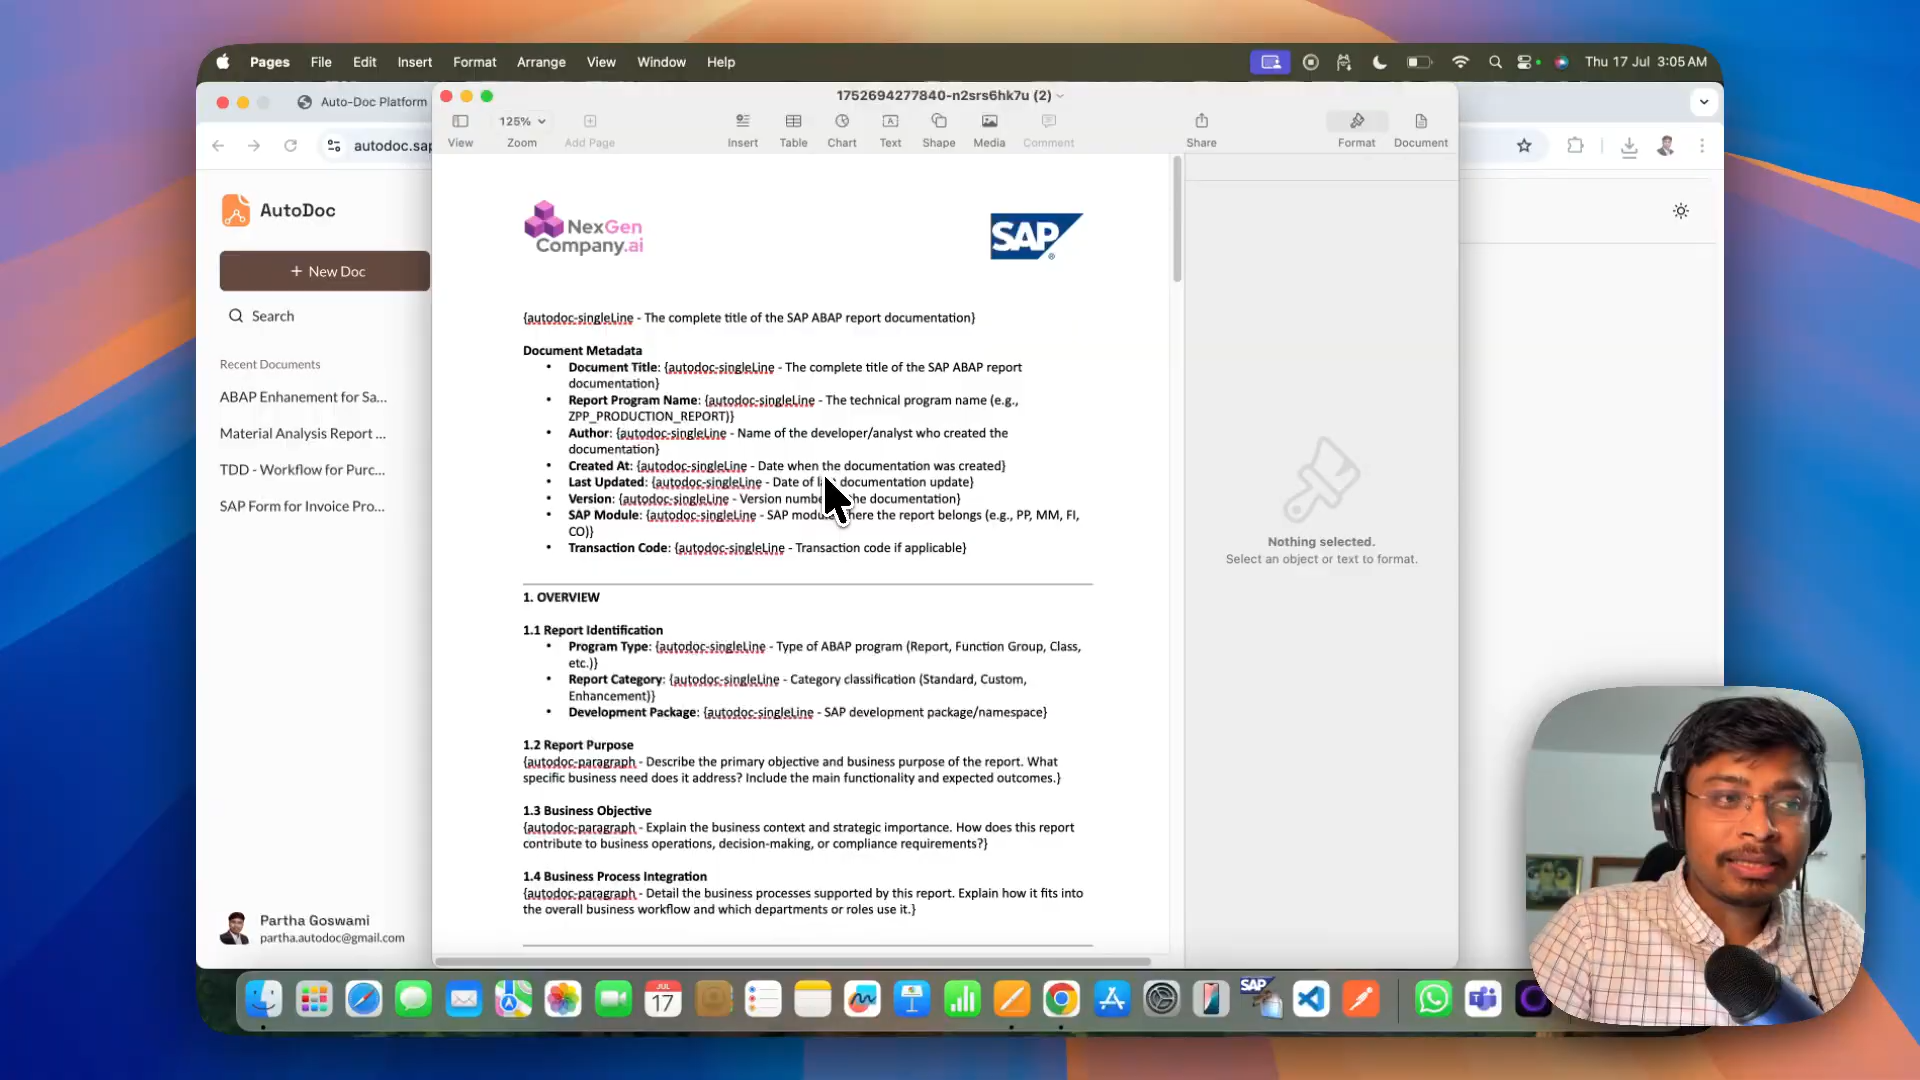 Pages File Edit Insert Format Arrange View Window Help
Thu 17 Jul 3:05 AM
Auto-Doc Platform
autodoc.sap
AutoDoc
+ New Doc
Search
Recent Documents
ABAP Enhanement for Sa...
Material Analysis Report ...
TDD - Workflow for Purc...
SAP Form for Invoice Pro...
Partha Goswami
partha.autodoc@gmail.com
1752694277840-n2srs6hk7u (2)
125%
View Zoom Add Page Insert Table Chart Text Shape Media Comment Share Format Document
NexGen
Company.ai
SAP
{autodoc-singleLine - The complete title of the SAP ABAP report documentation}
Document Metadata
• Document Title: {autodoc-singleLine - The complete title of the SAP ABAP report
documentation}
• Report Program Name: {autodoc-singleLine - The technical program name (e.g.,
ZPP_PRODUCTION_REPORT)}
• Author: {autodoc-singleLine - Name of the developer/analyst who created the
documentation}
• Created At: {autodoc-singleLine - Date when the documentation was created}
• Last Updated: {autodoc-singleLine - Date of documentation update}
• Version: {autodoc-singleLine - Version the documentation}
• SAP Module: {autodoc-singleLine - SAP the report belongs (e.g., PP, MM, FI,
CO)}
• Transaction Code: {autodoc-singleLine - Transaction code if applicable}
1. OVERVIEW
1.1 Report Identification
• Program Type: {autodoc-singleLine - Type of ABAP program (Report, Function Group, Class,
etc.)}
• Report Category: {autodoc-singleLine - Category classification (Standard, Custom,
Enhancement)}
• Development Package: {autodoc-singleLine - SAP development package/namespace}
1.2 Report Purpose
{autodoc-paragraph - Describe the primary objective and business purpose of the report. What
specific business need does it address? Include the main functionality and expected outcomes.}
1.3 Business Objective
{autodoc-paragraph - Explain the business context and strategic importance. How does this report
contribute to business operations, decision-making, or compliance requirements?}
1.4 Business Process Integration
{autodoc-paragraph - Detail the business processes supported by this report. Explain how it fits into
the overall business workflow and which departments or roles use it.}
Nothing selected.
Select an object or text to format.
JUL
17
SAP